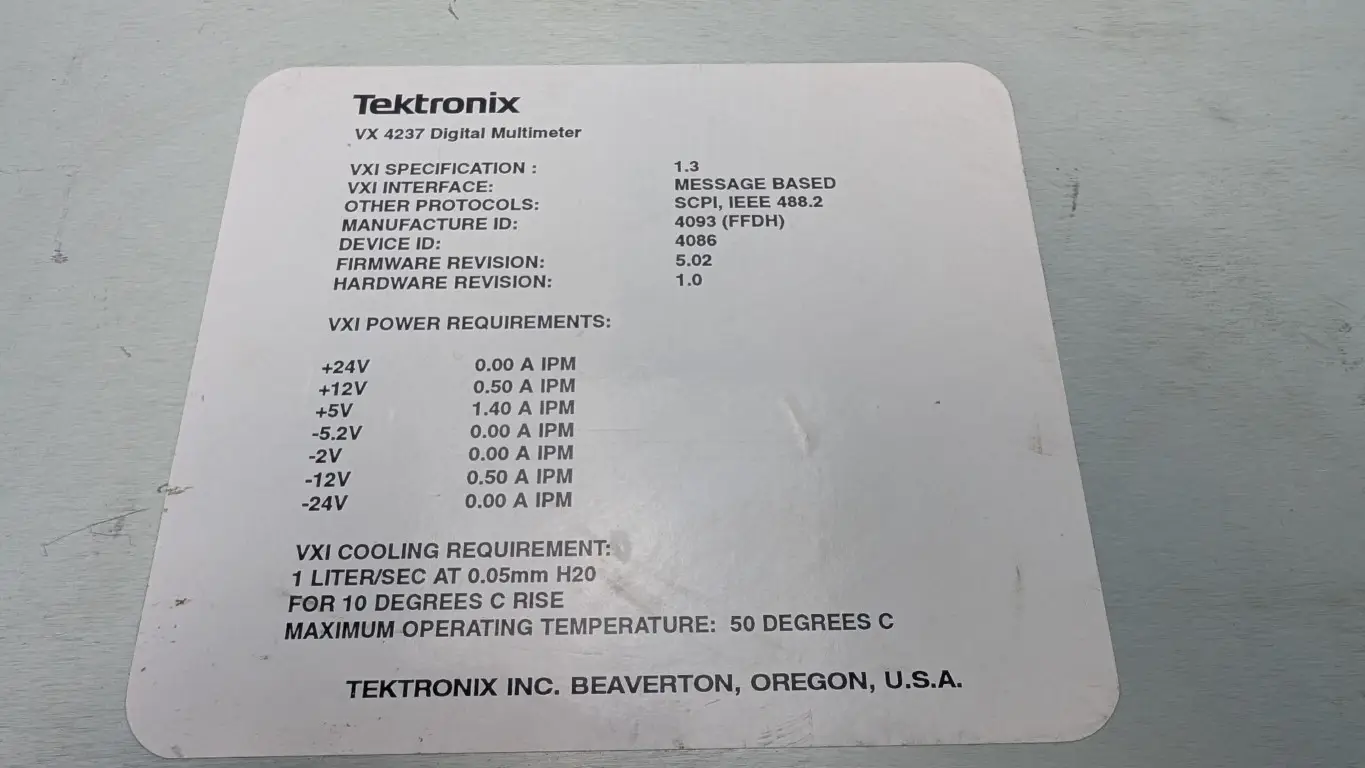 Tektronix
VX 4237 Digital Multimeter
VXI SPECIFICATION : 1.3
VXI INTERFACE: MESSAGE BASED
OTHER PROTOCOLS: SCPI, IEEE 488.2
MANUFACTURE ID: 4093 (FFDH)
DEVICE ID: 4086
FIRMWARE REVISION: 5.02
HARDWARE REVISION: 1.0
VXI POWER REQUIREMENTS:
+24V 0.00 A IPM
+12V 0.50 A IPM
+5V 1.40 A IPM
-5.2V 0.00 A IPM
-2V 0.00 A IPM
-12V 0.50 A IPM
-24V 0.00 A IPM
VXI COOLING REQUIREMENT:
1 LITER/SEC AT 0.05mm H20
FOR 10 DEGREES C RISE
MAXIMUM OPERATING TEMPERATURE: 50 DEGREES C
TEKTRONIX INC. BEAVERTON, OREGON, U.S.A.